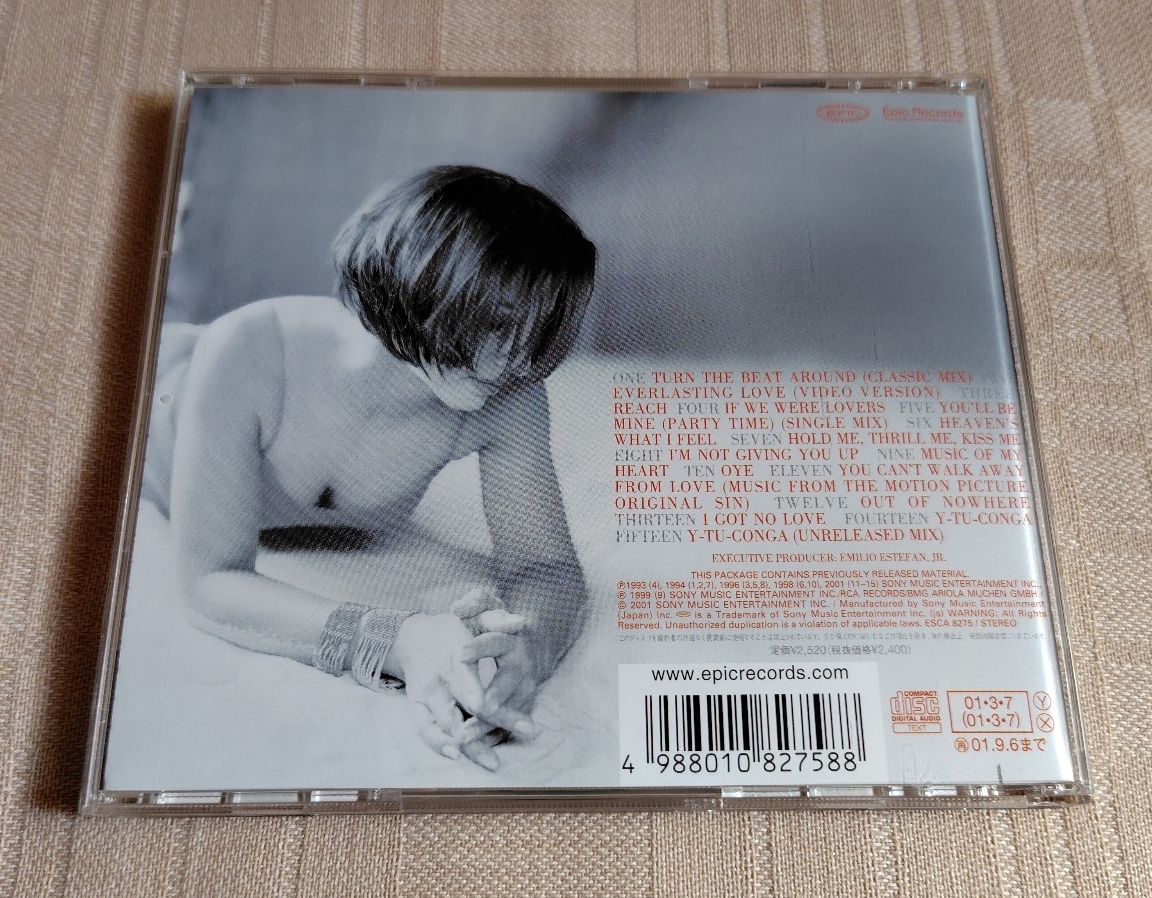 EPIC Epic Records
ONE TURN THE BEAT AROUND (CLASSIC MIX)
EVERLASTING LOVE (VIDEO VERSION) THREE
REACH FOUR IF WE WERE LOVERS FIVE YOU'LL BE
MINE (PARTY TIME) (SINGLE MIX) SIX HEAVEN'S
WHAT I FEEL SEVEN HOLD ME, THRILL ME, KISS ME
EIGHT I'M NOT GIVING YOU UP NINE MUSIC OF MY
HEART TEN OYE ELEVEN YOU CAN'T WALK AWAY
FROM LOVE (MUSIC FROM THE MOTION PICTURE
ORIGINAL SIN) TWELVE OUT OF NOWHERE
THIRTEEN I GOT NO LOVE FOURTEEN Y-TU-CONGA
FIFTEEN Y-TU-CONGA (UNRELEASED MIX)
EXECUTIVE PRODUCER: EMILIO ESTEFAN, JR.
THIS PACKAGE CONTAINS PREVIOUSLY RELEASED MATERIAL.
℗1993 (4), 1994 (1,2,7), 1996 (3,5,8), 1998 (6,10), 2001 (11–15) SONY MUSIC ENTERTAINMENT INC.
℗ 1999 (9) SONY MUSIC ENTERTAINMENT INC./RCA RECORDS/BMG ARIOLA MUCHEN GMBH/
© 2001 SONY MUSIC ENTERTAINMENT INC. / Manufactured by Sony Music Entertainment
(Japan) Inc. is a Trademark of Sony Music Entertainment Inc. (js) WARNING: All Rights
Reserved. Unauthorized duplication is a violation of applicable laws. ESCA 8275 / STEREO
定価¥2,520(税抜価格¥2,400)
www.epicrecords.com
4 988010 827588
COMPACT disc DIGITAL AUDIO TEXT
01•3•7 Y
(01•3•7) X
再01.9.6まで